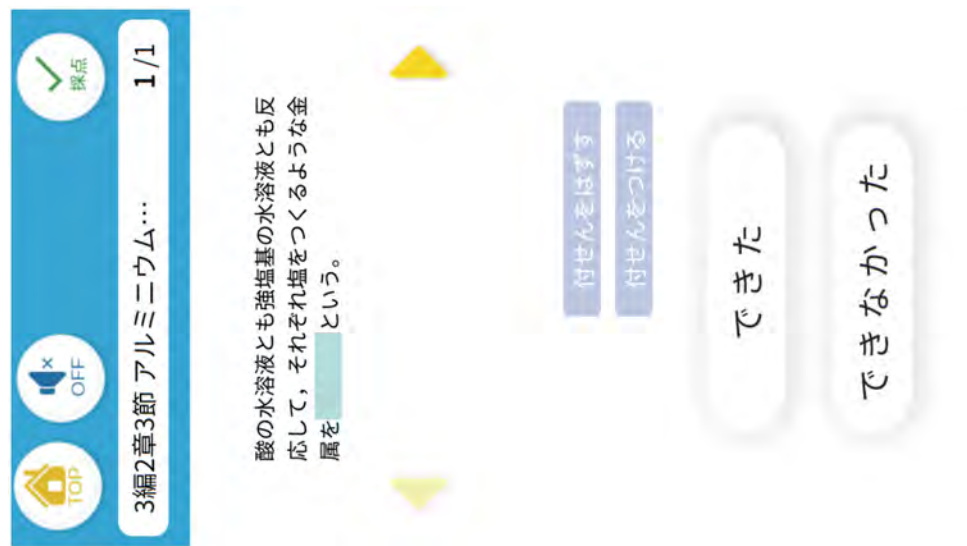 TOP
OFF
採点
3編2章3節 アルミニウム… 1/1
酸の水溶液とも強塩基の水溶液とも反
応して，それぞれ塩をつくるような金
属を
という。
付せんをはずす
付せんをつける
できた
できなかった